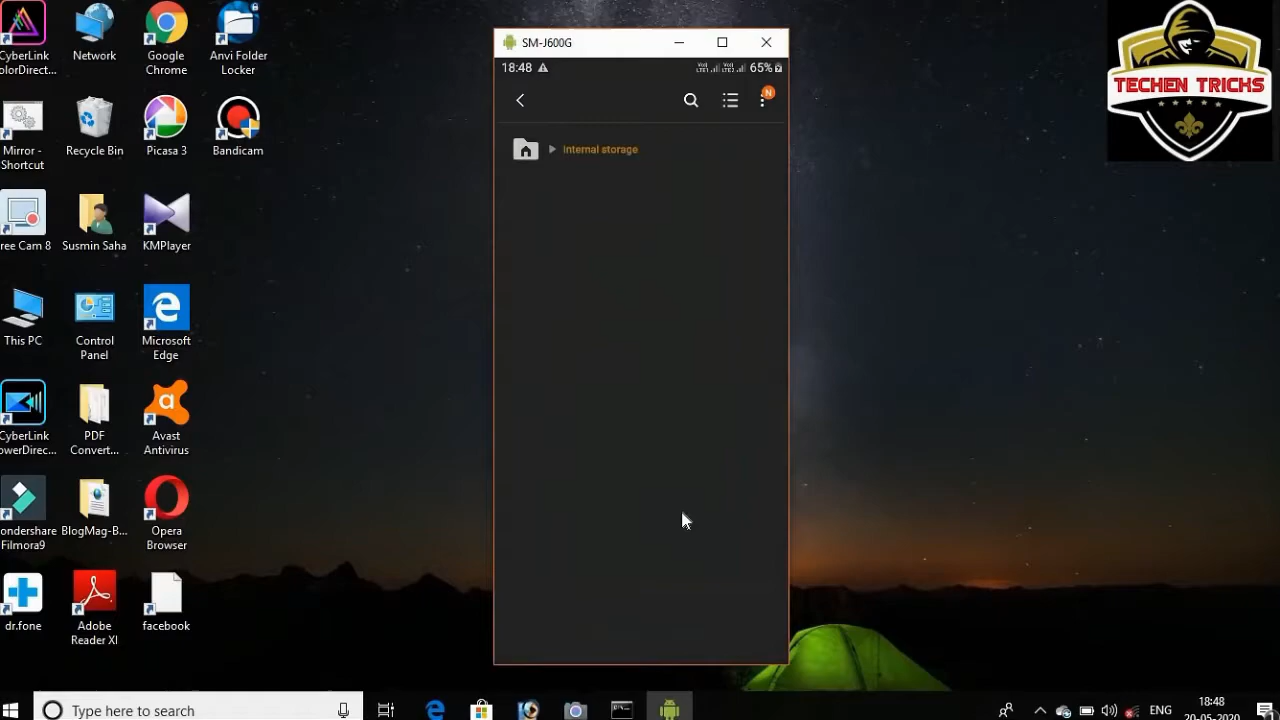 CyberLink
ColorDirect...
Network
Google
Chrome
Anvi Folder
Locker
Mirror -
Shortcut
Recycle Bin
Picasa 3
Bandicam
ree Cam 8
Susmin Saha
KMPlayer
This PC
Control
Panel
Microsoft
Edge
CyberLink
owerDirec...
PDF
Convert...
Avast
Antivirus
ondershare
Filmora9
BlogMag-B...
Opera
Browser
dr.fone
Adobe
Reader XI
facebook
SM-J600G
18:48
65%
N
Internal storage
TECHEN TRICKS
Type here to search
ENG
18:48
20-05-2020